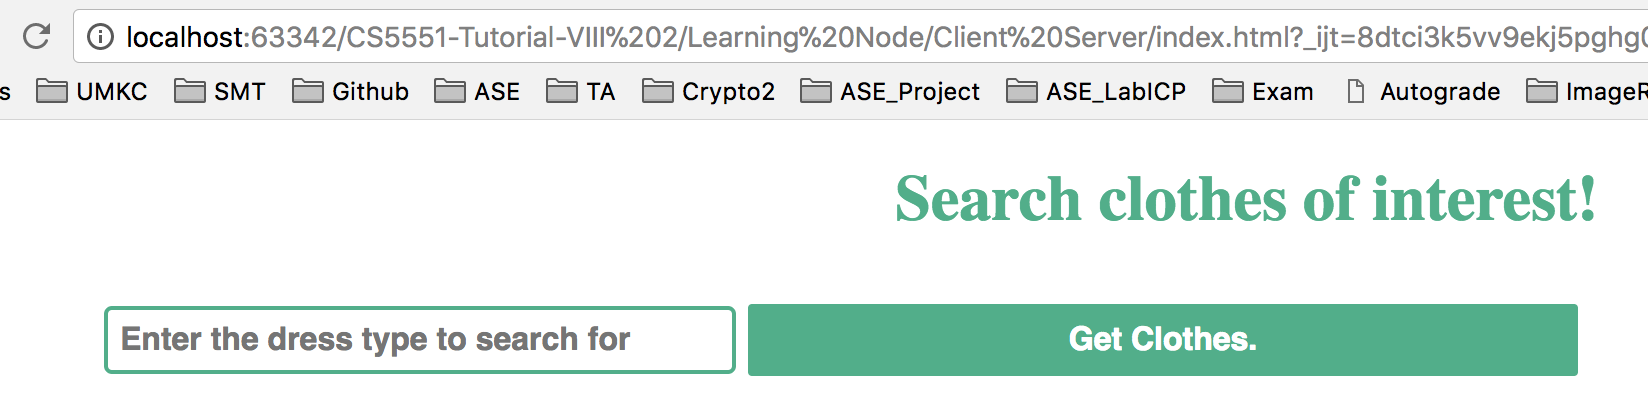 localhost:63342/CS5551-Tutorial-VIII%202/Learning%20Node/Client%20Server/index.html?_ijt=8dtci3k5vv9ekj5pghg
s UMKC SMT Github ASE TA Crypto2 ASE_Project ASE_LabICP Exam Autograde ImageR
Search clothes of interest!
Enter the dress type to search for Get Clothes.